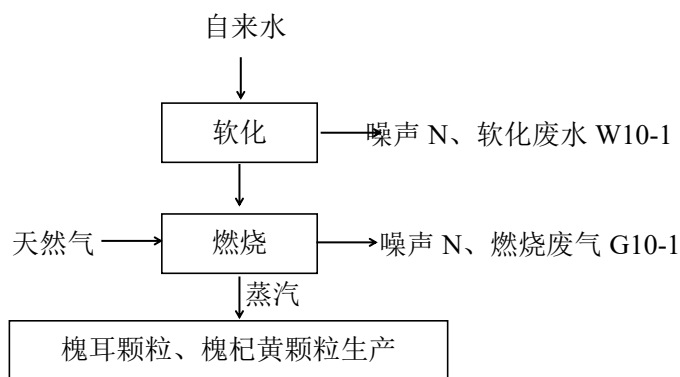 自来水
软化
噪声 N、软化废水 W10-1
天然气
燃烧
噪声 N、燃烧废气 G10-1
蒸汽
槐耳颗粒、槐杞黄颗粒生产